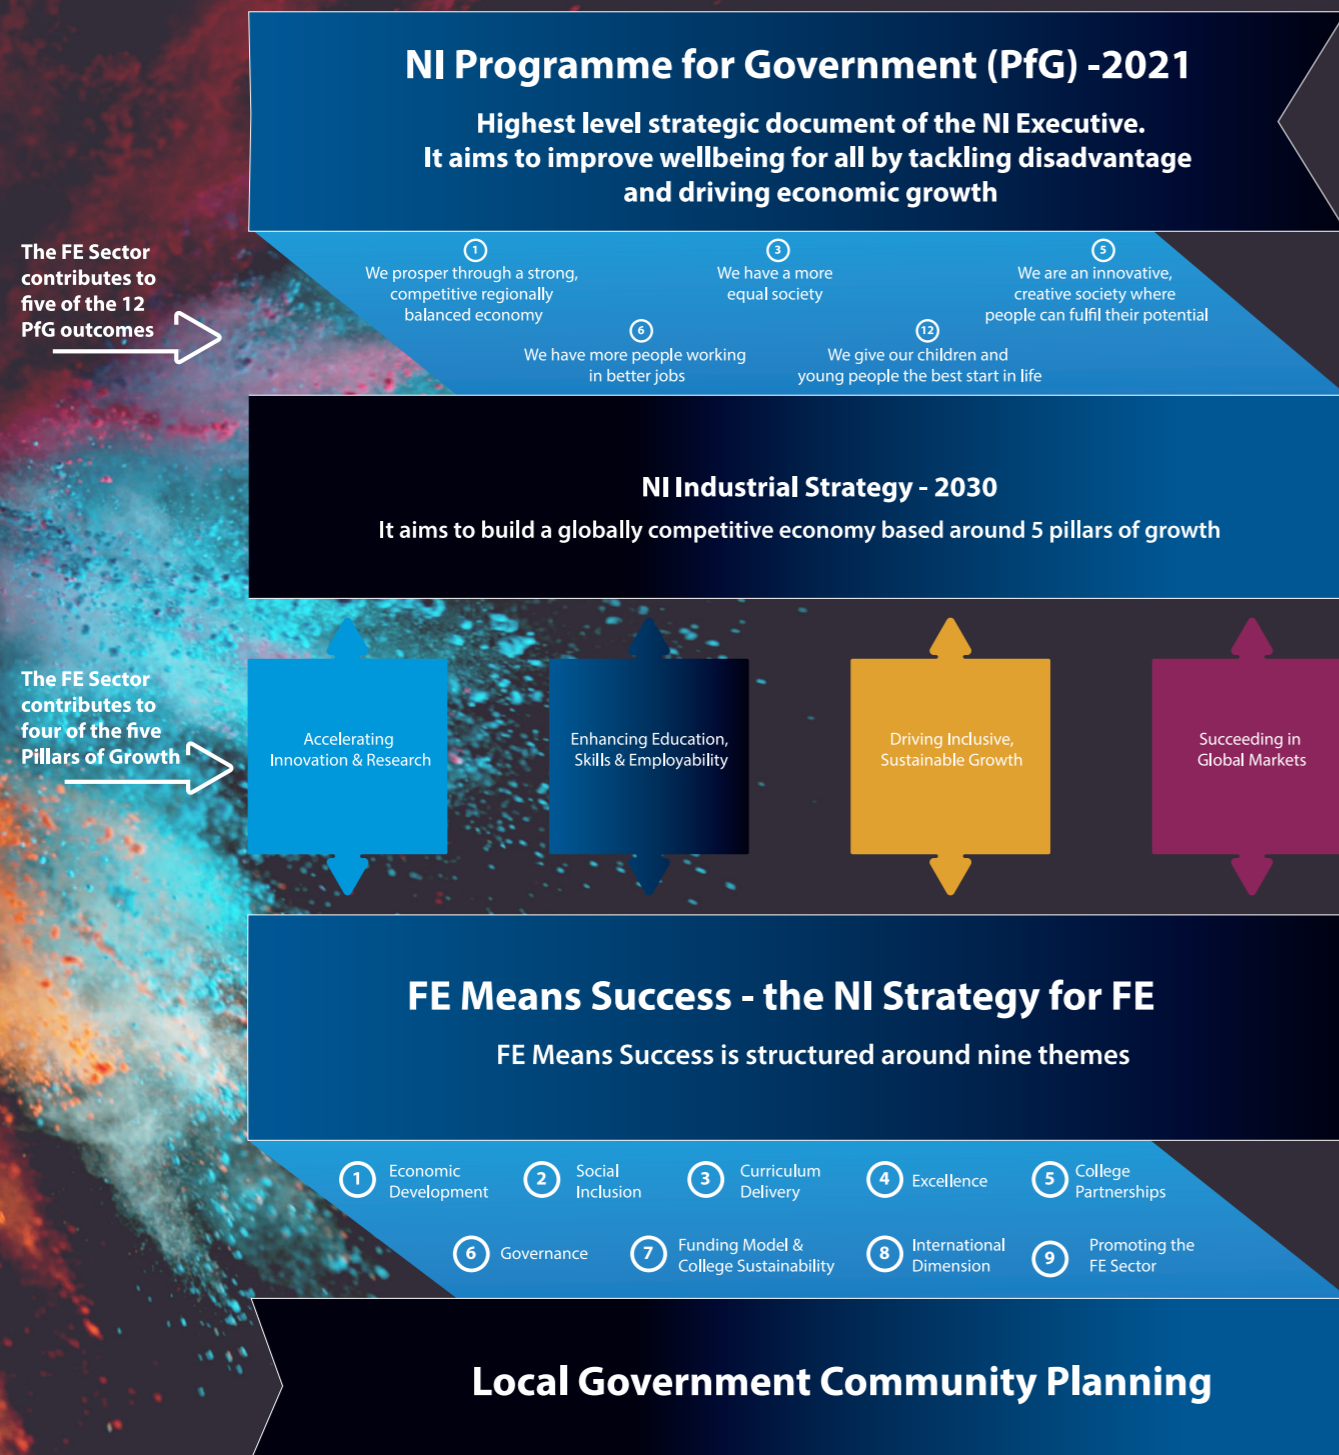 NI Programme for Government (PfG) -2021
Highest level strategic document of the NI Executive.
It aims to improve wellbeing for all by tackling disadvantage
and driving economic growth
The FE Sector
contributes to
five of the 12
PfG outcomes
1
We prosper through a strong,
competitive regionally
balanced economy
3
We have a more
equal society
5
We are an innovative,
creative society where
people can fulfil their potential
6
We have more people working
in better jobs
12
We give our children and
young people the best start in life
NI Industrial Strategy - 2030
It aims to build a globally competitive economy based around 5 pillars of growth
The FE Sector
contributes to
four of the five
Pillars of Growth
Accelerating
Innovation & Research
Enhancing Education,
Skills & Employability
Driving Inclusive,
Sustainable Growth
Succeeding in
Global Markets
FE Means Success - the NI Strategy for FE
FE Means Success is structured around nine themes
1 Economic
Development
2 Social
Inclusion
3 Curriculum
Delivery
4 Excellence
5 College
Partnerships
6 Governance
7 Funding Model &
College Sustainability
8 International
Dimension
9 Promoting the
FE Sector
Local Government Community Planning